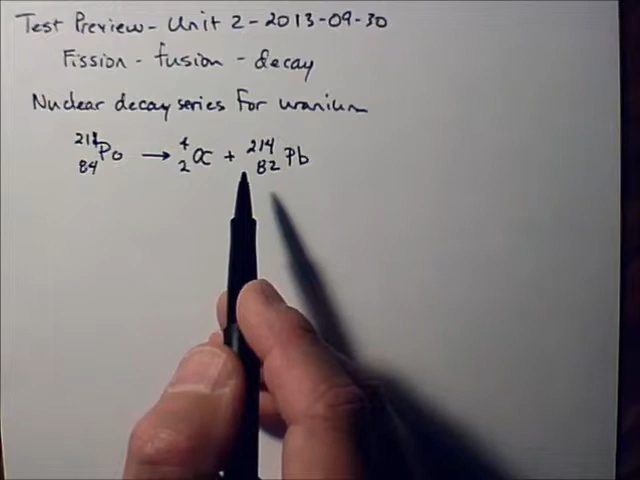 Test Preview - Unit 2 - 2013-09-30
Fission - fusion - decay
Nuclear decay series for uranium
²¹⁸₈₄Po → ⁴₂α + ²¹⁴₈₂Pb